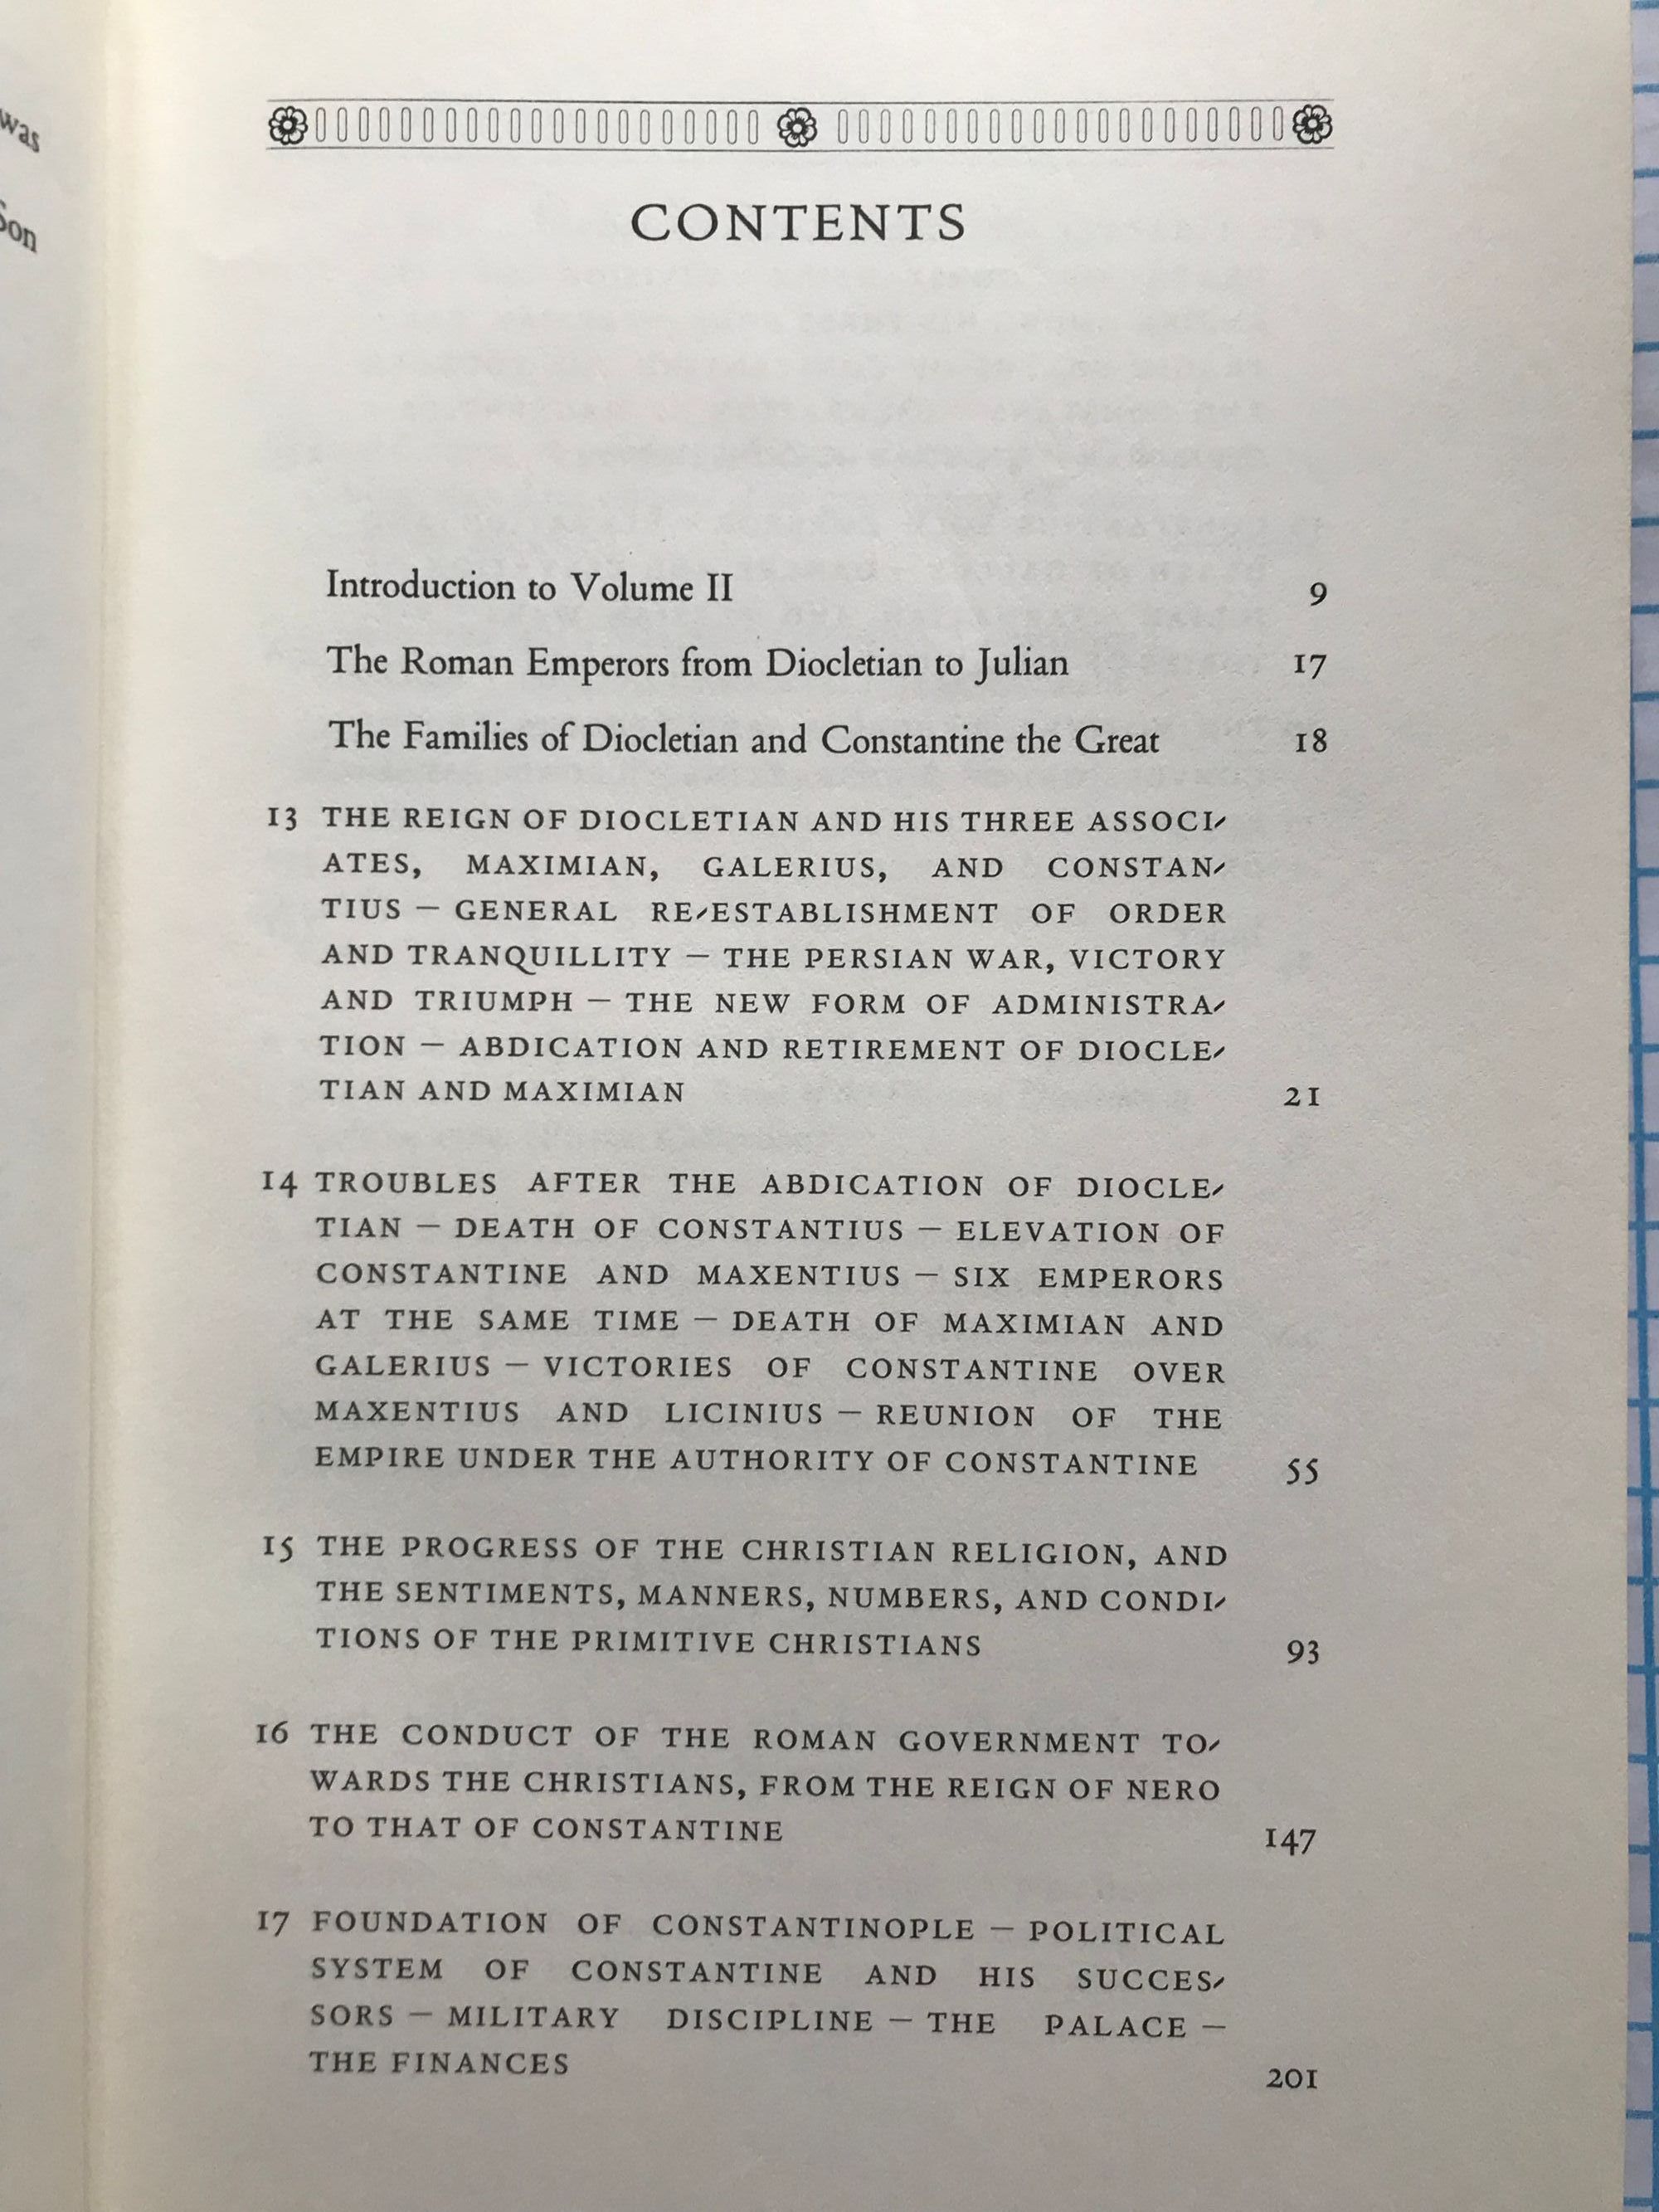 was
Son
CONTENTS
Introduction to Volume II 9
The Roman Emperors from Diocletian to Julian 17
The Families of Diocletian and Constantine the Great 18
13 THE REIGN OF DIOCLETIAN AND HIS THREE ASSOCI-
ATES, MAXIMIAN, GALERIUS, AND CONSTAN-
TIUS – GENERAL RE-ESTABLISHMENT OF ORDER
AND TRANQUILLITY – THE PERSIAN WAR, VICTORY
AND TRIUMPH – THE NEW FORM OF ADMINISTRA-
TION – ABDICATION AND RETIREMENT OF DIOCLE-
TIAN AND MAXIMIAN 21
14 TROUBLES AFTER THE ABDICATION OF DIOCLE-
TIAN – DEATH OF CONSTANTIUS – ELEVATION OF
CONSTANTINE AND MAXENTIUS – SIX EMPERORS
AT THE SAME TIME – DEATH OF MAXIMIAN AND
GALERIUS – VICTORIES OF CONSTANTINE OVER
MAXENTIUS AND LICINIUS – REUNION OF THE
EMPIRE UNDER THE AUTHORITY OF CONSTANTINE 55
15 THE PROGRESS OF THE CHRISTIAN RELIGION, AND
THE SENTIMENTS, MANNERS, NUMBERS, AND CONDI-
TIONS OF THE PRIMITIVE CHRISTIANS 93
16 THE CONDUCT OF THE ROMAN GOVERNMENT TO-
WARDS THE CHRISTIANS, FROM THE REIGN OF NERO
TO THAT OF CONSTANTINE 147
17 FOUNDATION OF CONSTANTINOPLE – POLITICAL
SYSTEM OF CONSTANTINE AND HIS SUCCES-
SORS – MILITARY DISCIPLINE – THE PALACE –
THE FINANCES 201